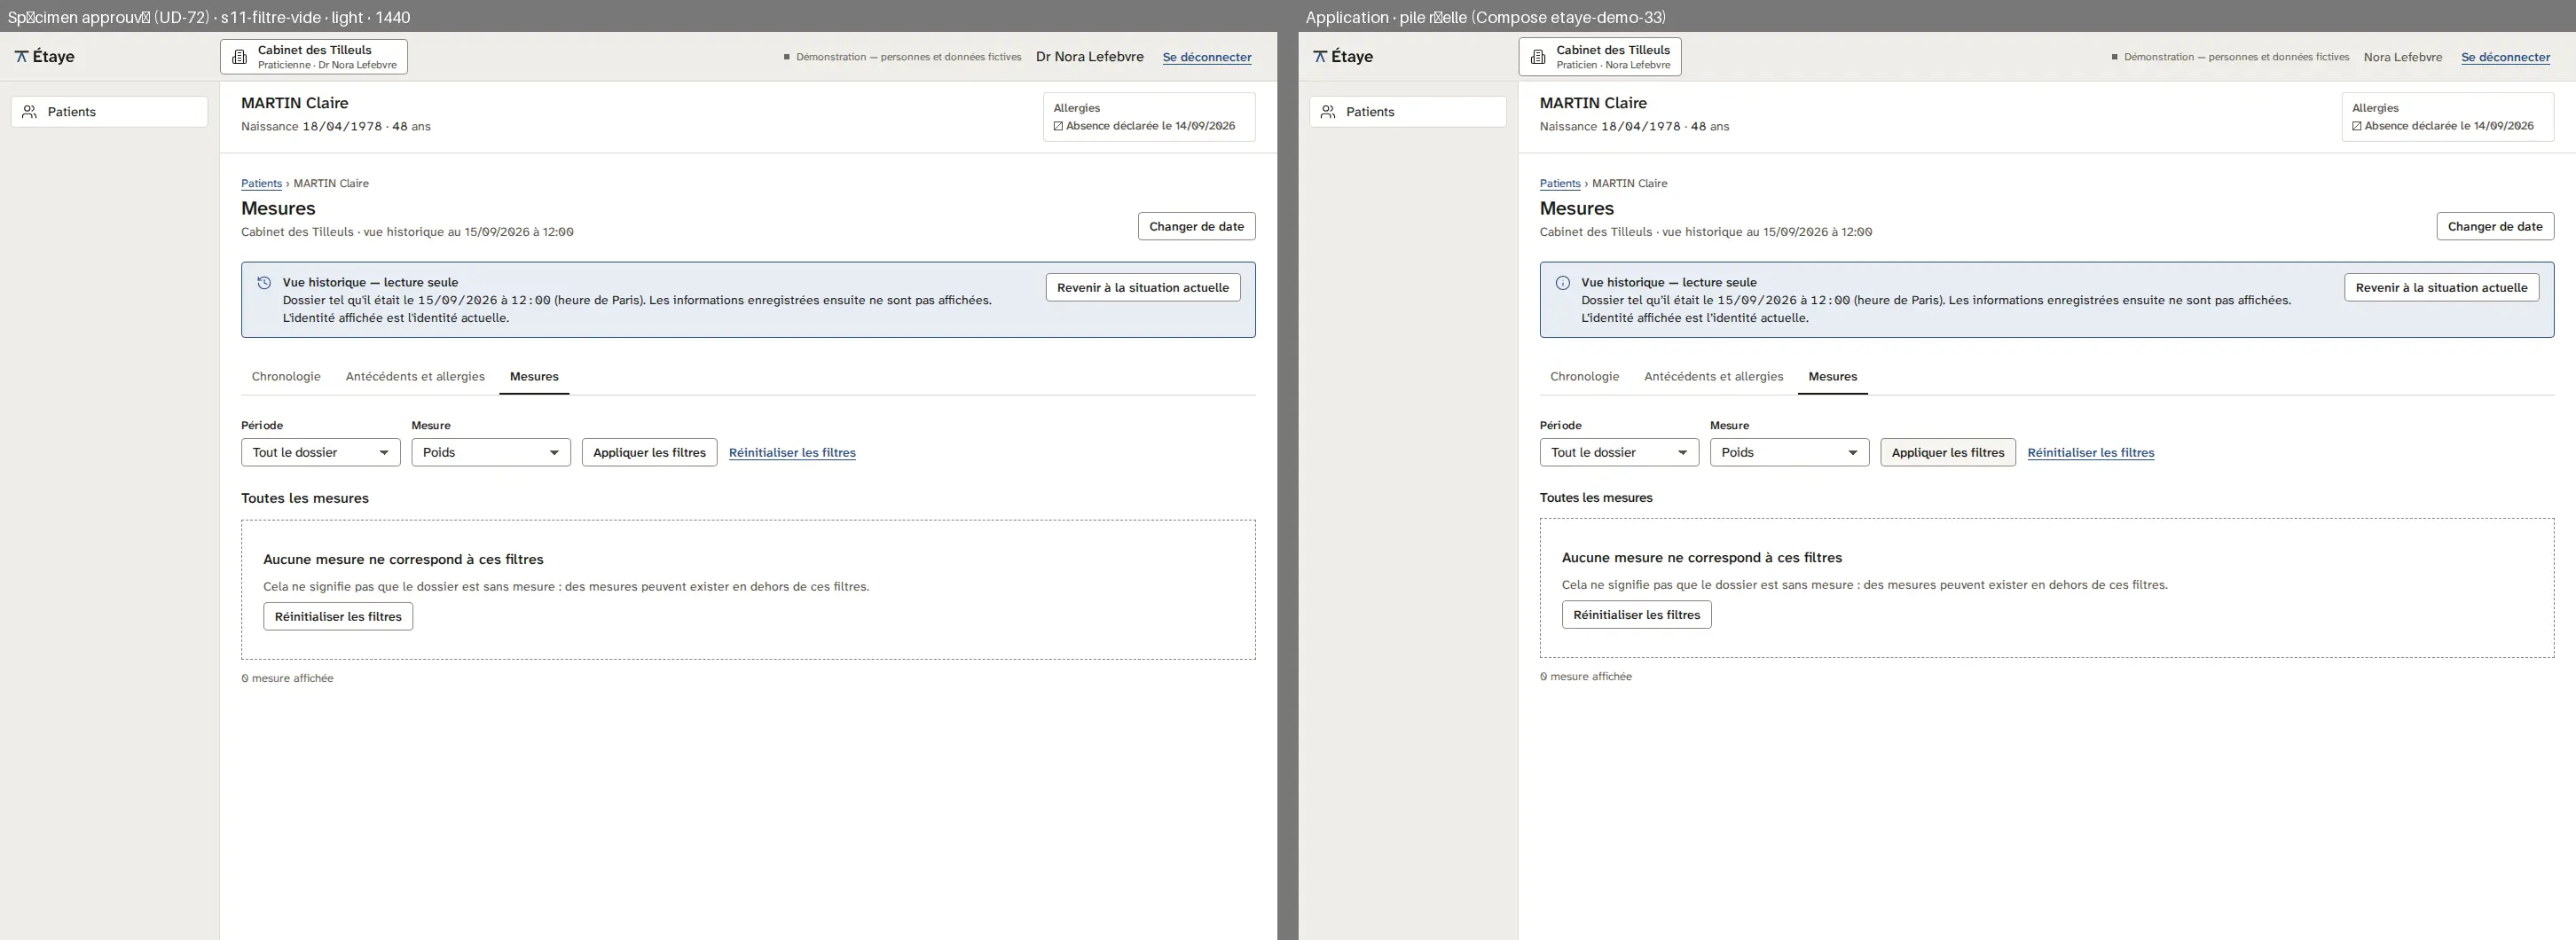 Sp□cimen approuv□ (UD-72) · s11-filtre-vide · light · 1440
Étaye
Cabinet des Tilleuls
Praticienne · Dr Nora Lefebvre
Démonstration — personnes et données fictives
Dr Nora Lefebvre
Se déconnecter
Patients
MARTIN Claire
Naissance 18/04/1978 · 48 ans
Allergies
Absence déclarée le 14/09/2026
Patients › MARTIN Claire
Mesures
Cabinet des Tilleuls · vue historique au 15/09/2026 à 12:00
Changer de date
Vue historique — lecture seule
Dossier tel qu'il était le 15/09/2026 à 12:00 (heure de Paris). Les informations enregistrées ensuite ne sont pas affichées.
L'identité affichée est l'identité actuelle.
Revenir à la situation actuelle
Chronologie
Antécédents et allergies
Mesures
Période
Mesure
Tout le dossier
Poids
Appliquer les filtres
Réinitialiser les filtres
Toutes les mesures
Aucune mesure ne correspond à ces filtres
Cela ne signifie pas que le dossier est sans mesure : des mesures peuvent exister en dehors de ces filtres.
Réinitialiser les filtres
0 mesure affichée
Application · pile r□elle (Compose etaye-demo-33)
Étaye
Cabinet des Tilleuls
Praticien · Nora Lefebvre
Démonstration — personnes et données fictives
Nora Lefebvre
Se déconnecter
Patients
MARTIN Claire
Naissance 18/04/1978 · 48 ans
Allergies
Absence déclarée le 14/09/2026
Patients › MARTIN Claire
Mesures
Cabinet des Tilleuls · vue historique au 15/09/2026 à 12:00
Changer de date
Vue historique — lecture seule
Dossier tel qu'il était le 15/09/2026 à 12:00 (heure de Paris). Les informations enregistrées ensuite ne sont pas affichées.
L'identité affichée est l'identité actuelle.
Revenir à la situation actuelle
Chronologie
Antécédents et allergies
Mesures
Période
Mesure
Tout le dossier
Poids
Appliquer les filtres
Réinitialiser les filtres
Toutes les mesures
Aucune mesure ne correspond à ces filtres
Cela ne signifie pas que le dossier est sans mesure : des mesures peuvent exister en dehors de ces filtres.
Réinitialiser les filtres
0 mesure affichée